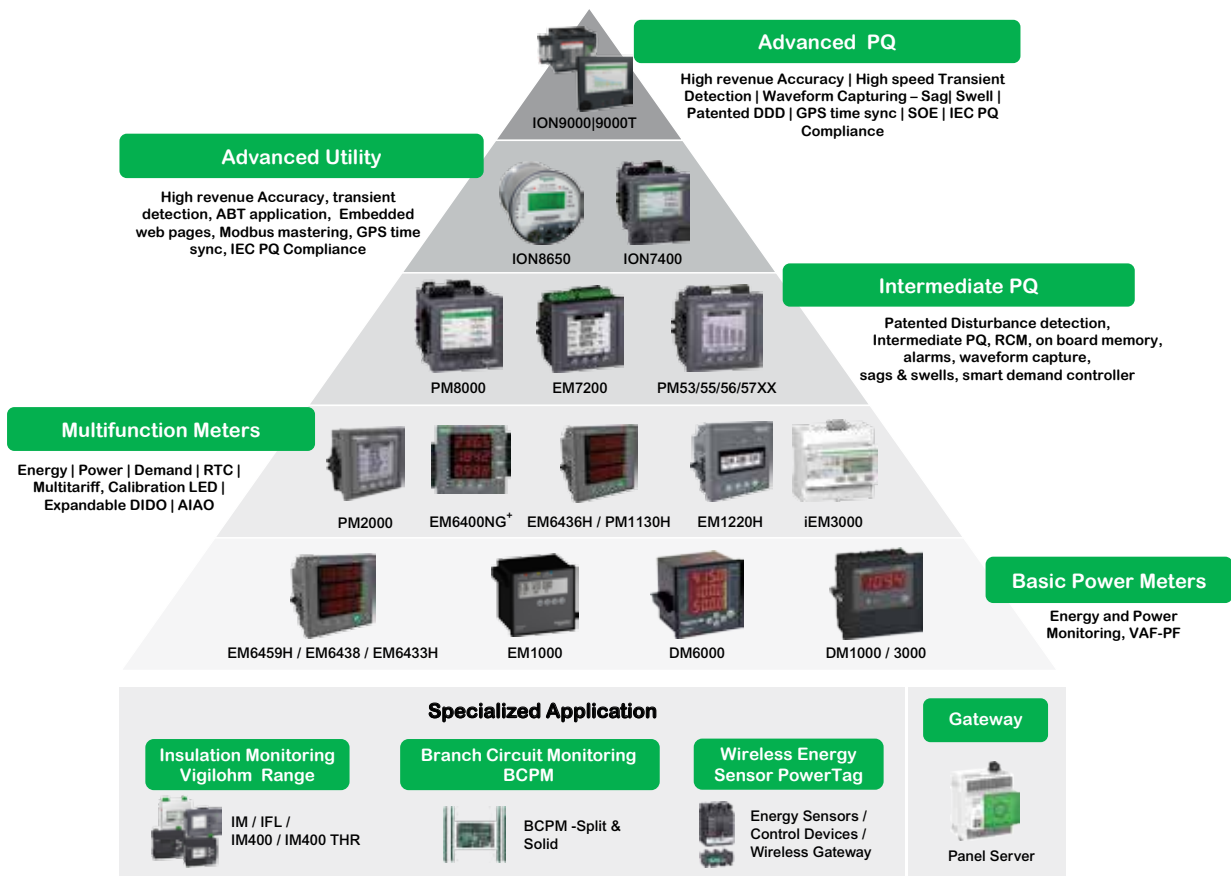 Advanced PQ
High revenue Accuracy | High speed Transient
Detection | Waveform Capturing – Sag| Swell |
Patented DDD | GPS time sync | SOE | IEC PQ
Compliance
ION9000|9000T
Advanced Utility
High revenue Accuracy, transient
detection, ABT application, Embedded
web pages, Modbus mastering, GPS time
sync, IEC PQ Compliance
ION8650
ION7400
Intermediate PQ
Patented Disturbance detection,
Intermediate PQ, RCM, on board memory,
alarms, waveform capture,
sags & swells, smart demand controller
PM8000
EM7200
PM53/55/56/57XX
Multifunction Meters
Energy | Power | Demand | RTC |
Multitariff, Calibration LED |
Expandable DIDO | AIAO
PM2000
EM6400NG+
EM6436H / PM1130H
EM1220H
iEM3000
Basic Power Meters
Energy and Power
Monitoring, VAF-PF
EM6459H / EM6438 / EM6433H
EM1000
DM6000
DM1000 / 3000
Specialized Application
Insulation Monitoring
Vigilohm Range
IM / IFL /
IM400 / IM400 THR
Branch Circuit Monitoring
BCPM
BCPM -Split &
Solid
Wireless Energy
Sensor PowerTag
Energy Sensors /
Control Devices /
Wireless Gateway
Gateway
Panel Server